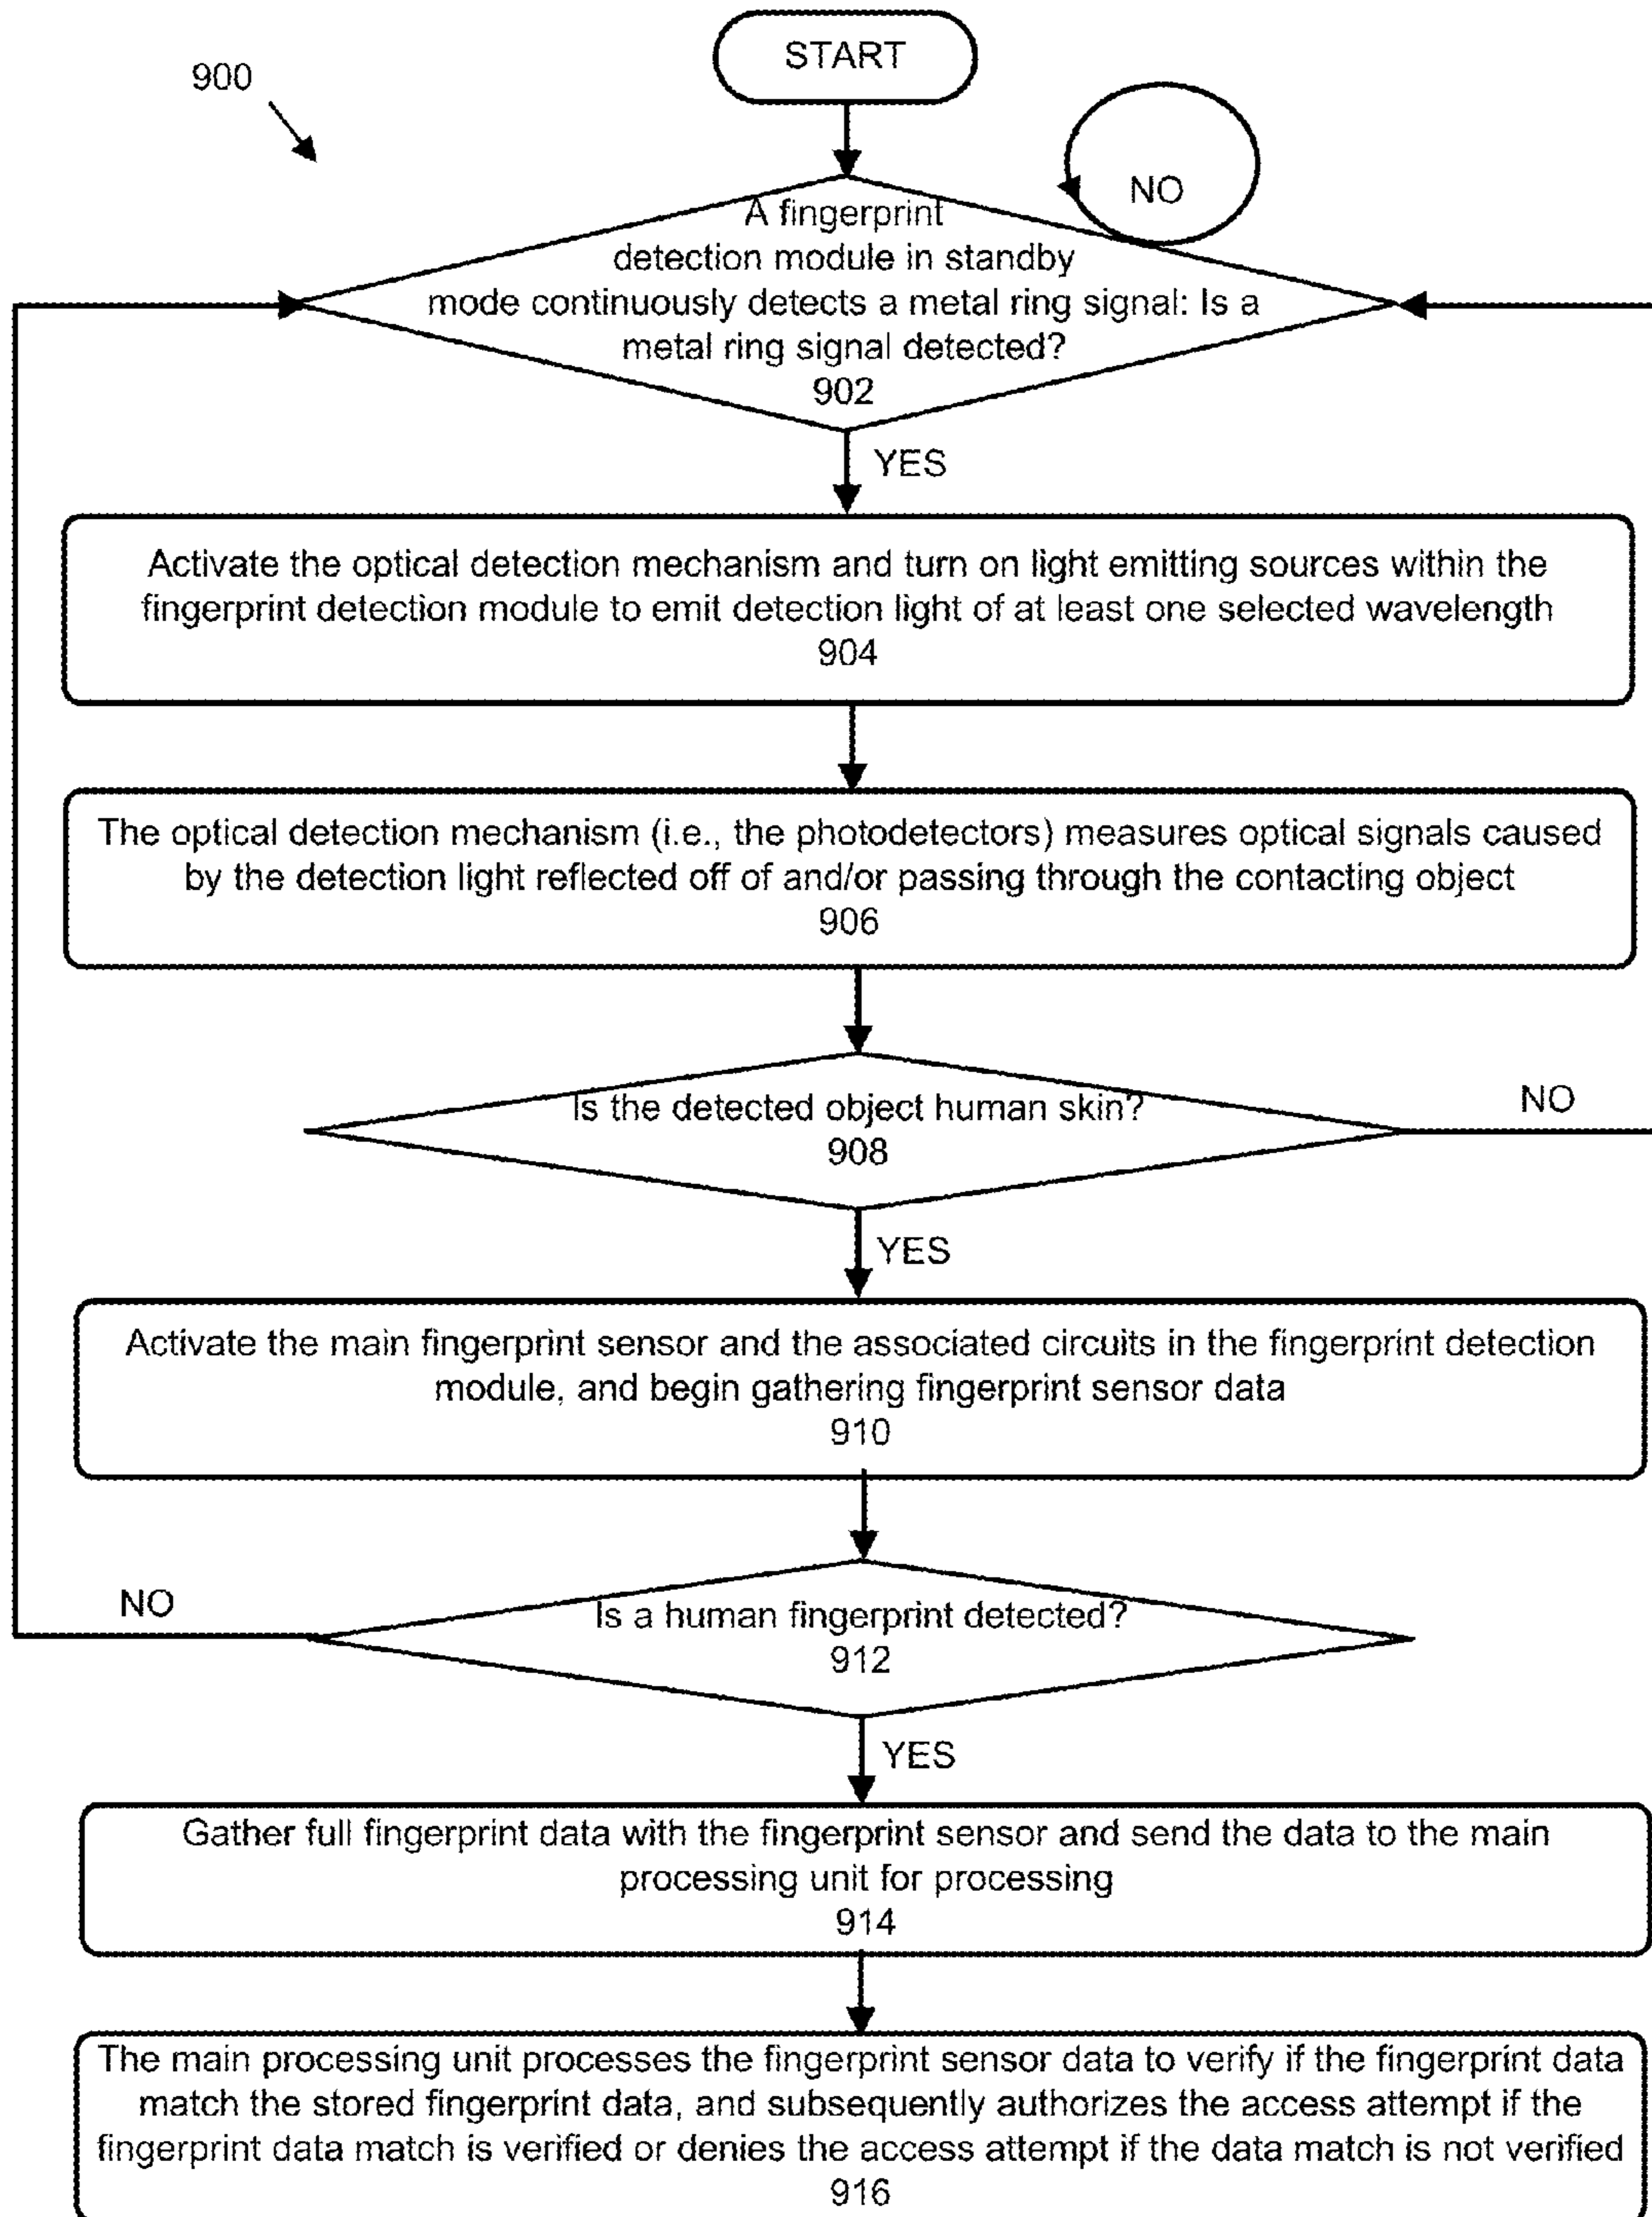 START
900
NO
A fingerprint
detection module in standby
mode continuously detects a metal ring signal: Is a
metal ring signal detected?
902
YES
Activate the optical detection mechanism and turn on light emitting sources within the
fingerprint detection module to emit detection light of at least one selected wavelength
904
The optical detection mechanism (i.e., the photodetectors) measures optical signals caused
by the detection light reflected off of and/or passing through the contacting object
906
Is the detected object human skin?
908
NO
YES
Activate the main fingerprint sensor and the associated circuits in the fingerprint detection
module, and begin gathering fingerprint sensor data
910
NO
Is a human fingerprint detected?
912
YES
Gather full fingerprint data with the fingerprint sensor and send the data to the main
processing unit for processing
914
The main processing unit processes the fingerprint sensor data to verify if the fingerprint data
match the stored fingerprint data, and subsequently authorizes the access attempt if the
fingerprint data match is verified or denies the access attempt if the data match is not verified
916